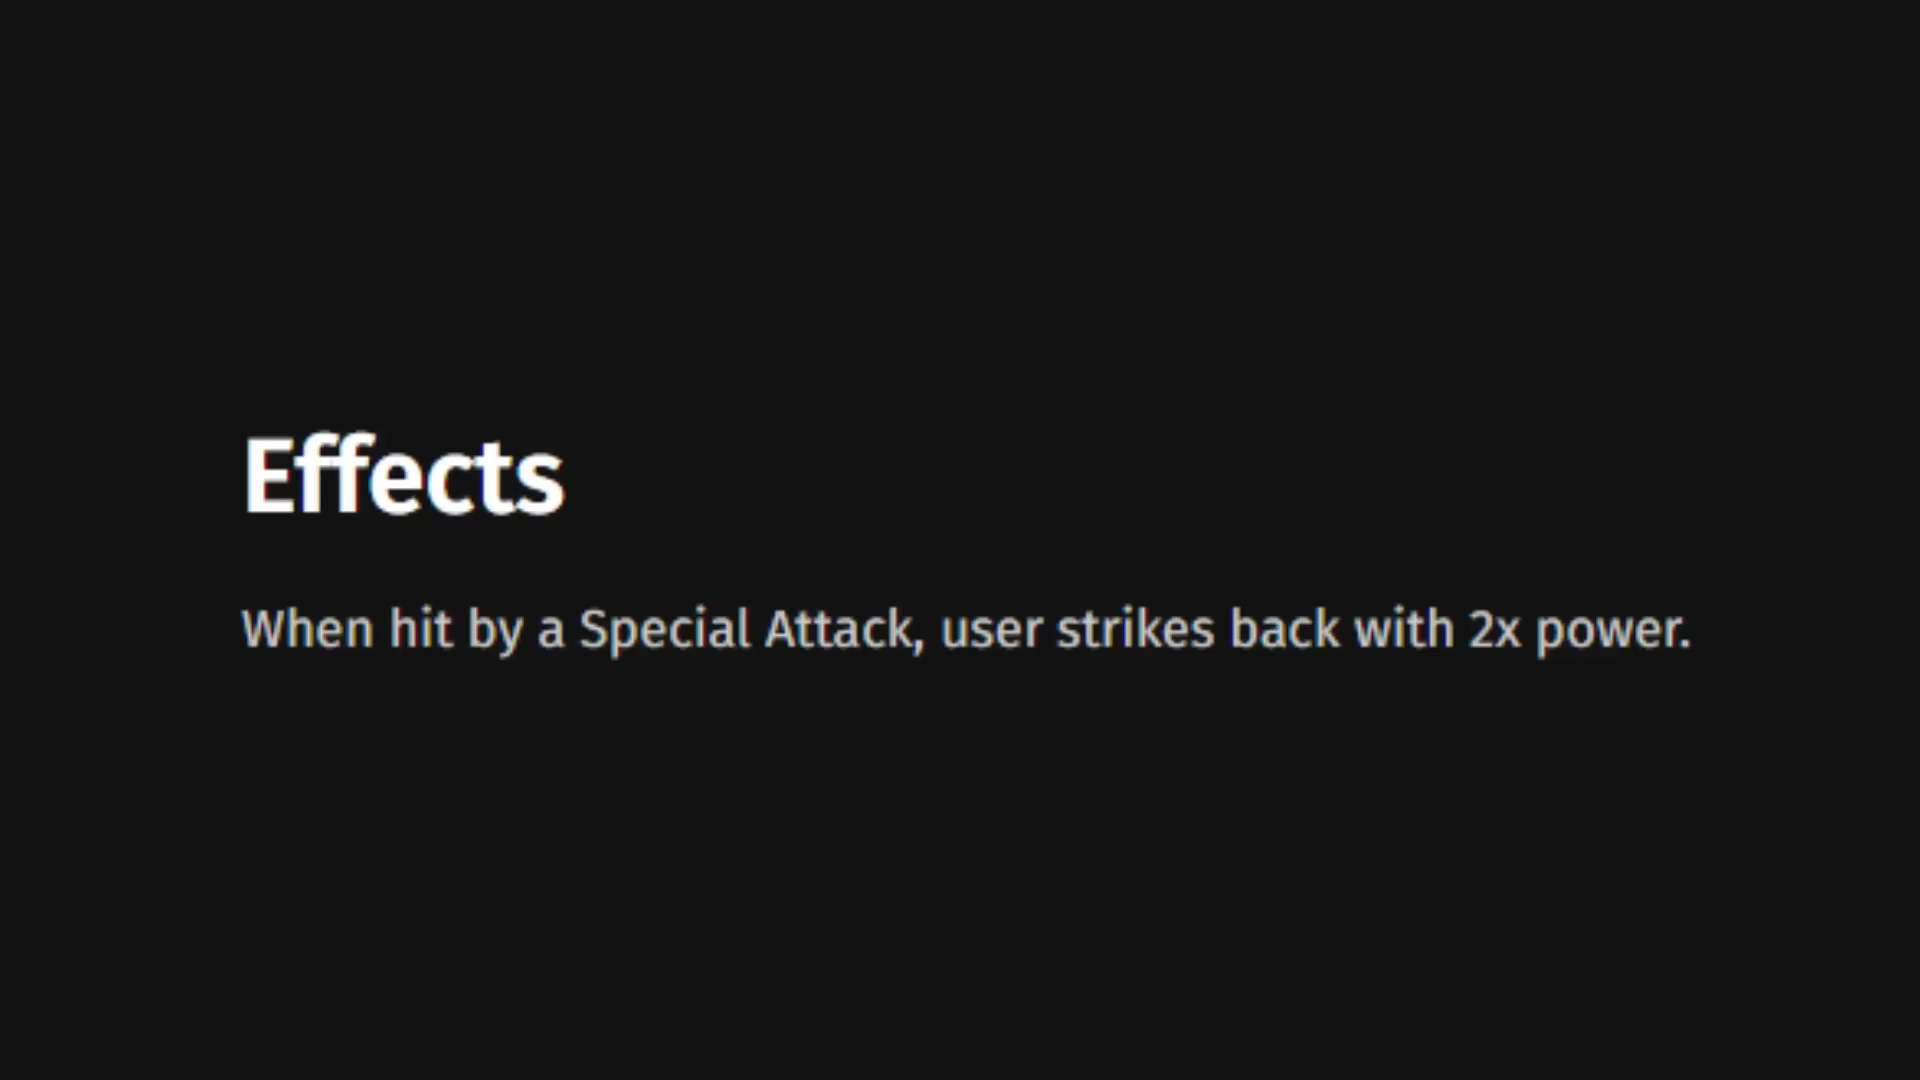 Effects
When hit by a Special Attack, user strikes back with 2x power.